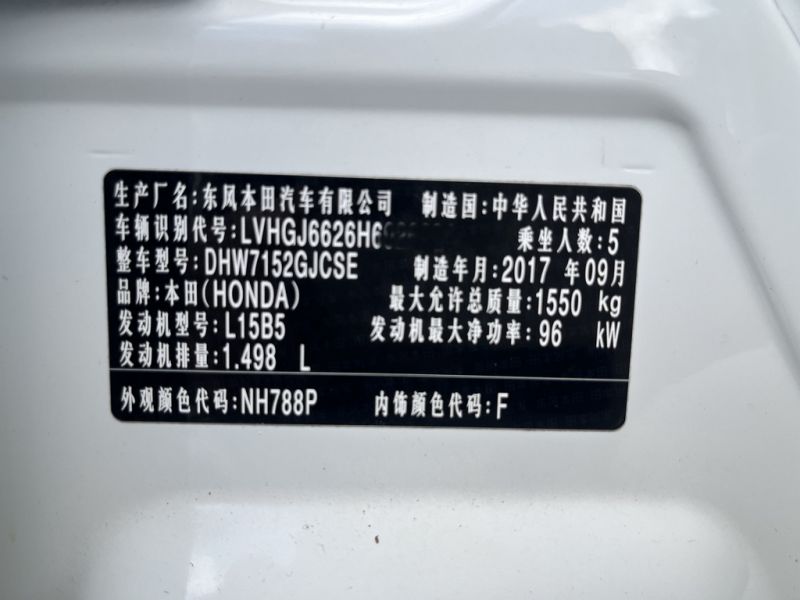 生产厂名:东风本田汽车有限公司 制造国:中华人民共和国
车辆识别代号:LVHGJ6626H6 乘坐人数:5
整车型号:DHW7152GJCSE 制造年月:2017 年09月
品牌:本田(HONDA) 最大允许总质量:1550 kg
发动机型号:L15B5 发动机最大净功率:96 kW
发动机排量:1.498 L
外观颜色代码:NH788P 内饰颜色代码:F